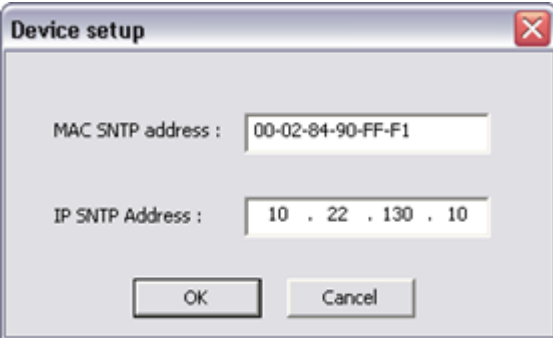 Device setup
MAC SNTP address : 00-02-84-90-FF-F1
IP SNTP Address : 10 . 22 . 130 . 10
OK Cancel